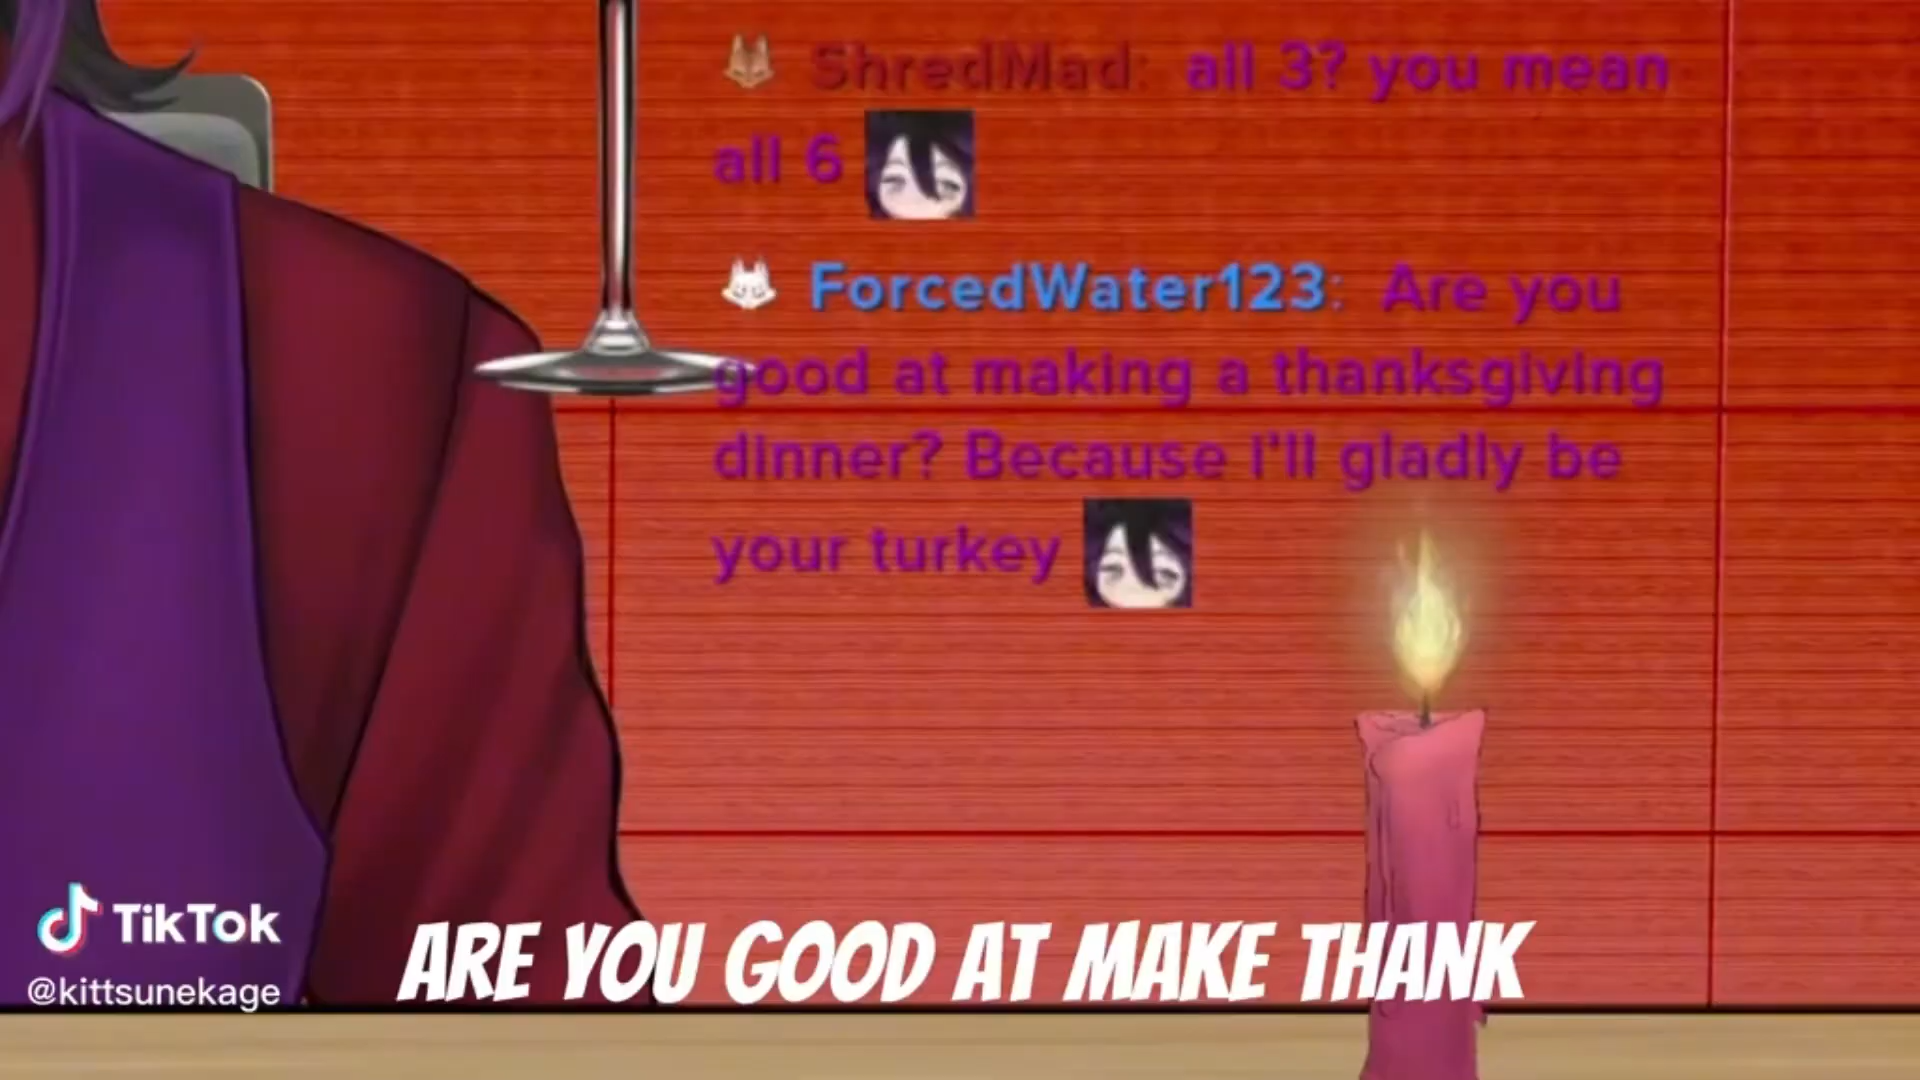 ShredMad: all 3? you mean
all 6
ForcedWater123: Are you
good at making a thanksgiving
dinner? Because i'll gladly be
your turkey
TikTok
@kittsunekage
ARE YOU GOOD AT MAKE THANK